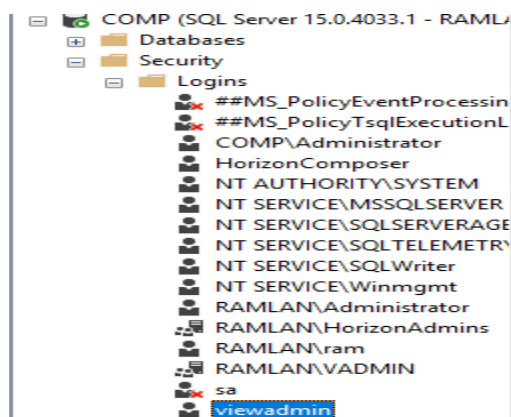 COMP (SQL Server 15.0.4033.1 - RAMLA
Databases
Security
Logins
##MS_PolicyEventProcessin
##MS_PolicyTsqlExecutionL
COMP\Administrator
HorizonComposer
NT AUTHORITY\SYSTEM
NT SERVICE\MSSQLSERVER
NT SERVICE\SQLSERVERAGE
NT SERVICE\SQLTELEMETRY
NT SERVICE\SQLWriter
NT SERVICE\Winmgmt
RAMLAN\Administrator
RAMLAN\HorizonAdmins
RAMLAN\ram
RAMLAN\VADMIN
sa
viewadmin